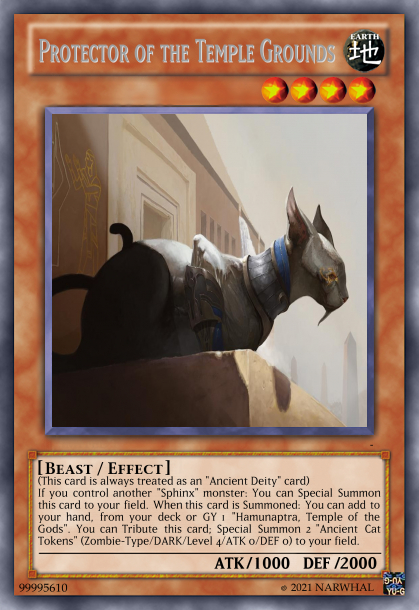 PROTECTOR OF THE TEMPLE GROUNDS
EARTH
地
-
[BEAST / EFFECT]
(This card is always treated as an "Ancient Deity" card)
If you control another "Sphinx" monster: You can Special Summon
this card to your field. When this card is Summoned: You can add to
your hand, from your deck or GY 1 "Hamunaptra, Temple of the
Gods". You can Tribute this card; Special Summon 2 "Ancient Cat
Tokens" (Zombie-Type/DARK/Level 4/ATK 0/DEF 0) to your field.
ATK/1000 DEF/2000
99995610
© 2021 NARWHAL